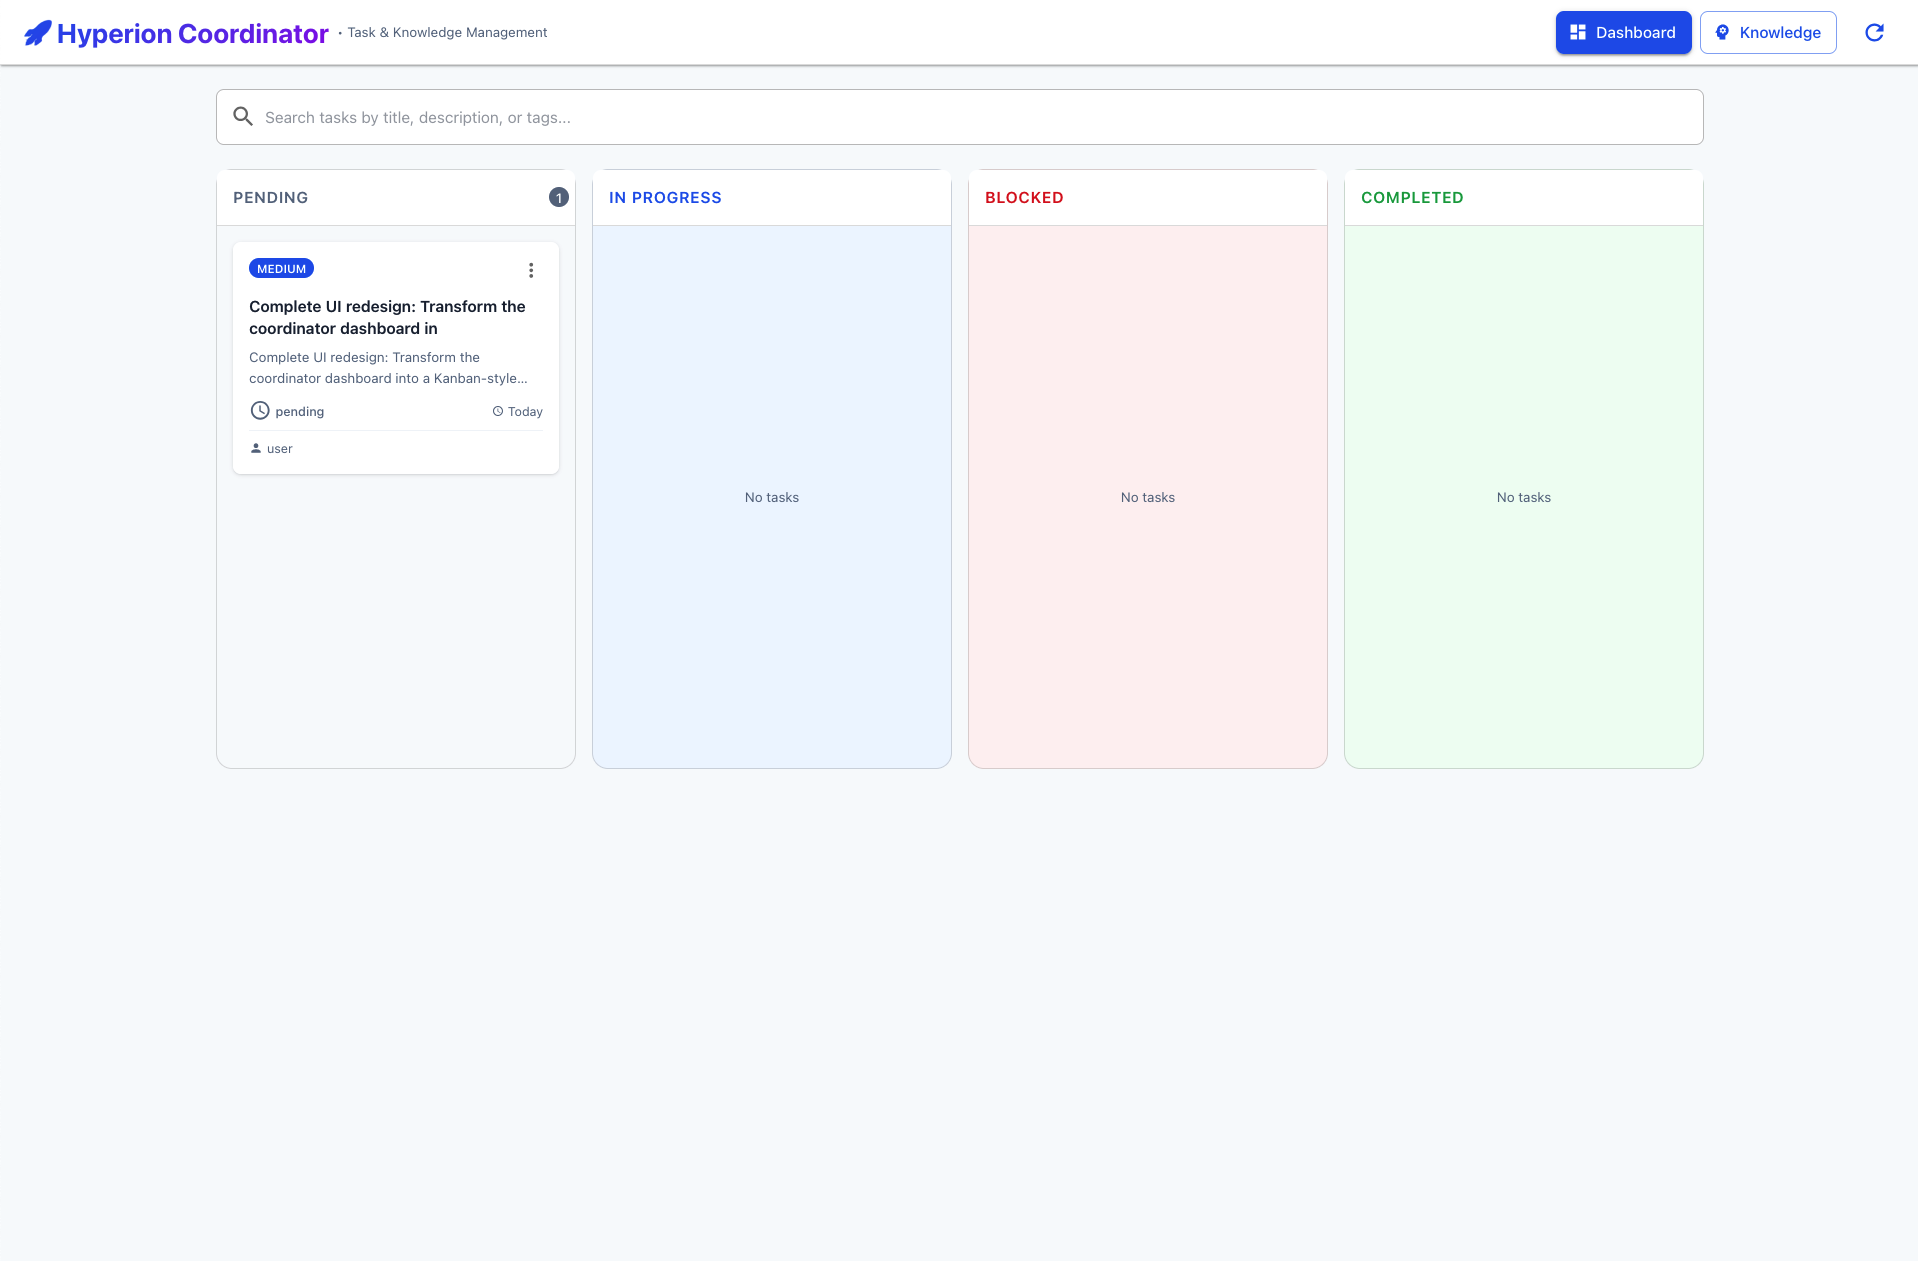 Hyperion Coordinator • Task & Knowledge Management
Dashboard
Knowledge
Search tasks by title, description, or tags...
PENDING
1
MEDIUM
Complete UI redesign: Transform the
coordinator dashboard in
Complete UI redesign: Transform the
coordinator dashboard into a Kanban-style...
pending
Today
user
IN PROGRESS
No tasks
BLOCKED
No tasks
COMPLETED
No tasks